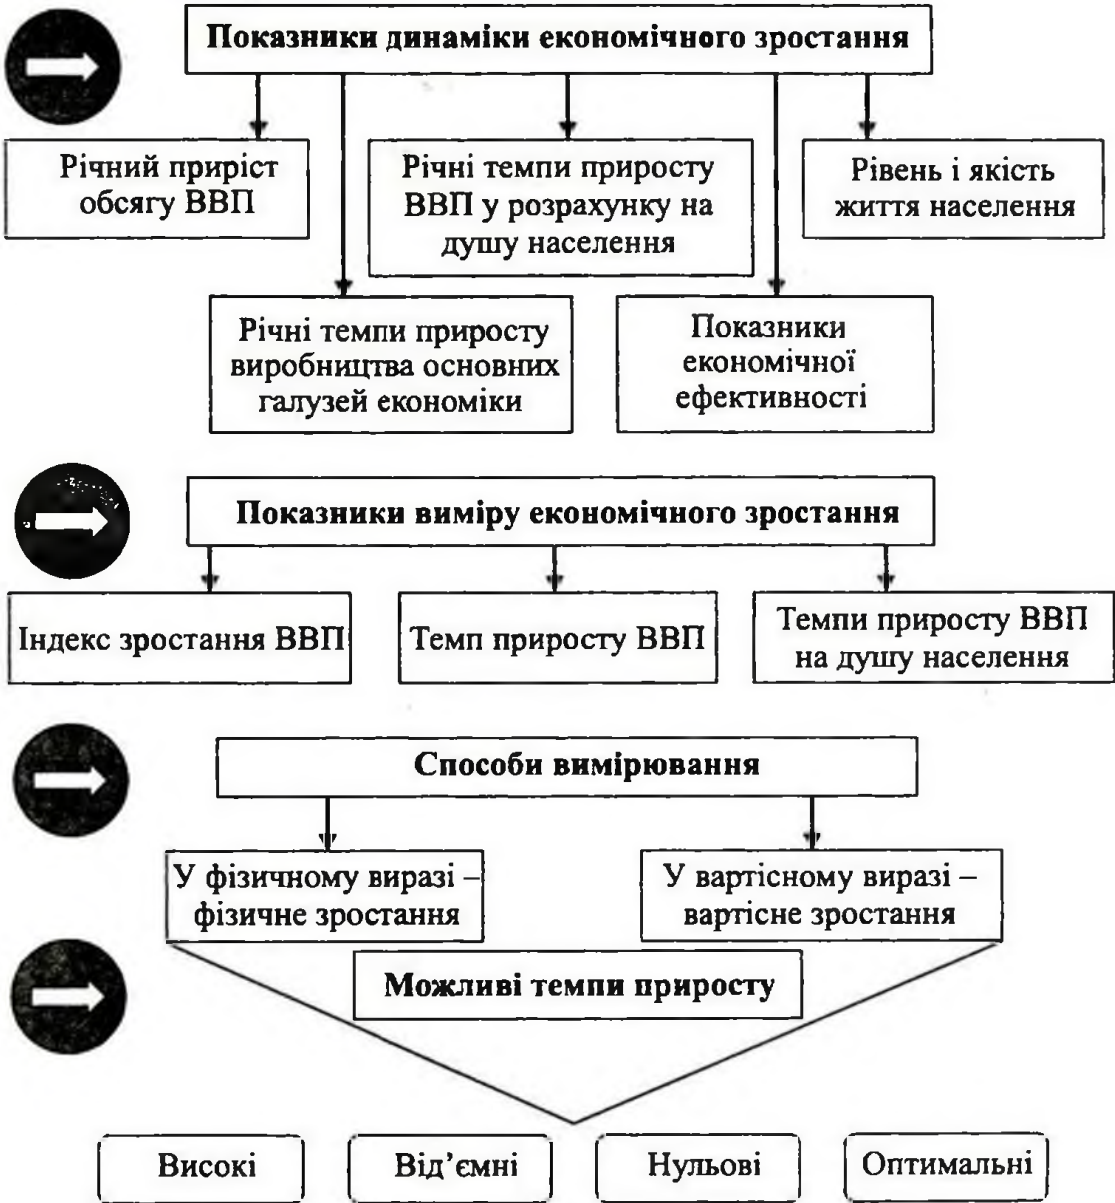 Показники динаміки економічного зростання
Річний приріст
обсягу ВВП
Річні темпи приросту
ВВП у розрахунку на
душу населення
Рівень і якість
життя населення
Річні темпи приросту
виробництва основних
галузей економіки
Показники
економічної
ефективності
Показники виміру економічного зростання
Індекс зростання ВВП
Темп приросту ВВП
Темпи приросту ВВП
на душу населення
Способи вимірювання
У фізичному виразі –
фізичне зростання
У вартісному виразі –
вартісне зростання
Можливі темпи приросту
Високі
Від’ємні
Нульові
Оптимальні